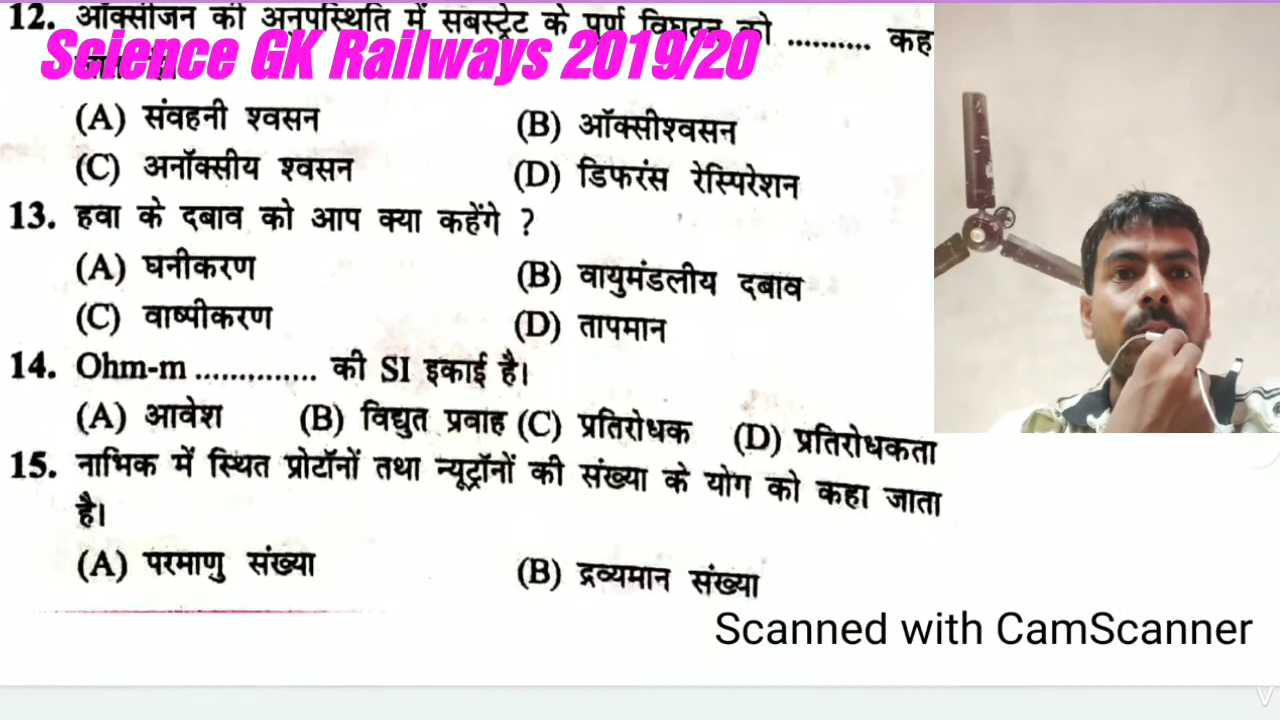 12. ऑक्सीजन की अनुपस्थिति में सबस्ट्रेट के पूर्ण विघटन को .......... कह
Science GK Railways 2019/20
(A) संवहनी श्वसन (B) ऑक्सीश्वसन
(C) अनॉक्सीय श्वसन (D) डिफरंस रेस्पिरेशन
13. हवा के दबाव को आप क्या कहेंगे ?
(A) घनीकरण (B) वायुमंडलीय दबाव
(C) वाष्पीकरण (D) तापमान
14. Ohm-m .............. की SI इकाई है।
(A) आवेश (B) विद्युत प्रवाह (C) प्रतिरोधक (D) प्रतिरोधकता
15. नाभिक में स्थित प्रोटॉनों तथा न्यूट्रॉनों की संख्या के योग को कहा जाता
है।
(A) परमाणु संख्या (B) द्रव्यमान संख्या
Scanned with CamScanner